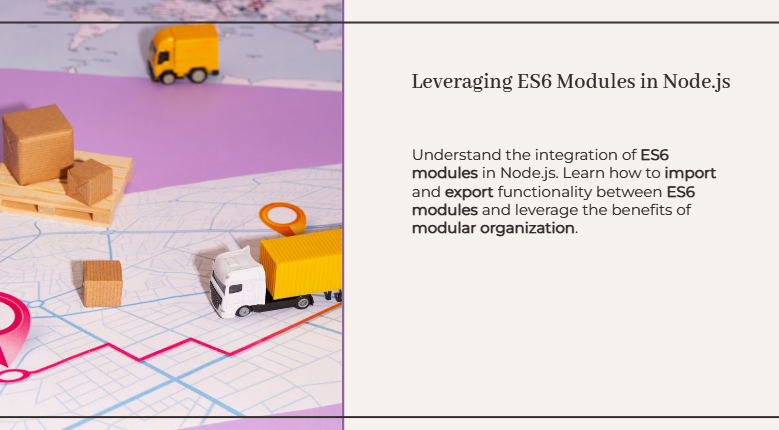 Leveraging ES6 Modules in Node.js
Understand the integration of ES6
modules in Node.js. Learn how to import
and export functionality between ES6
modules and leverage the benefits of
modular organization.